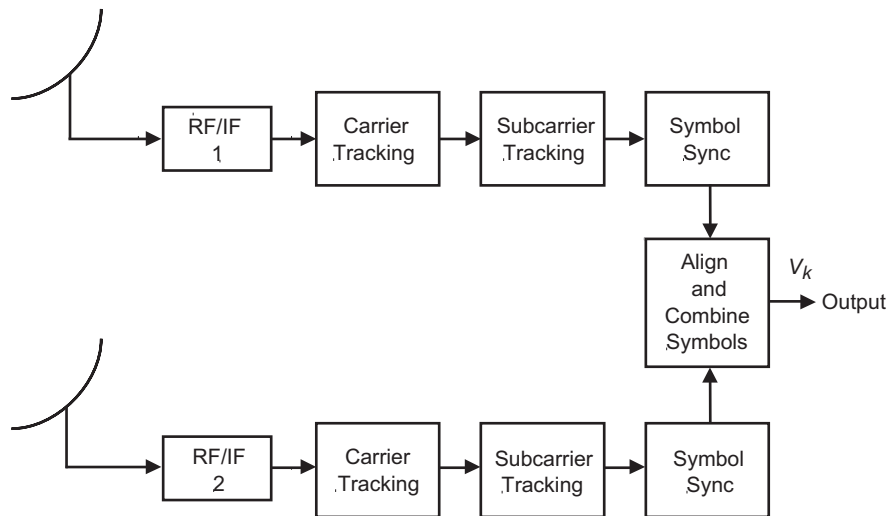 RF/IF
1
Carrier
Tracking
Subcarrier
Tracking
Symbol
Sync
Align
and
Combine
Symbols
V_k
Output
RF/IF
2
Carrier
Tracking
Subcarrier
Tracking
Symbol
Sync